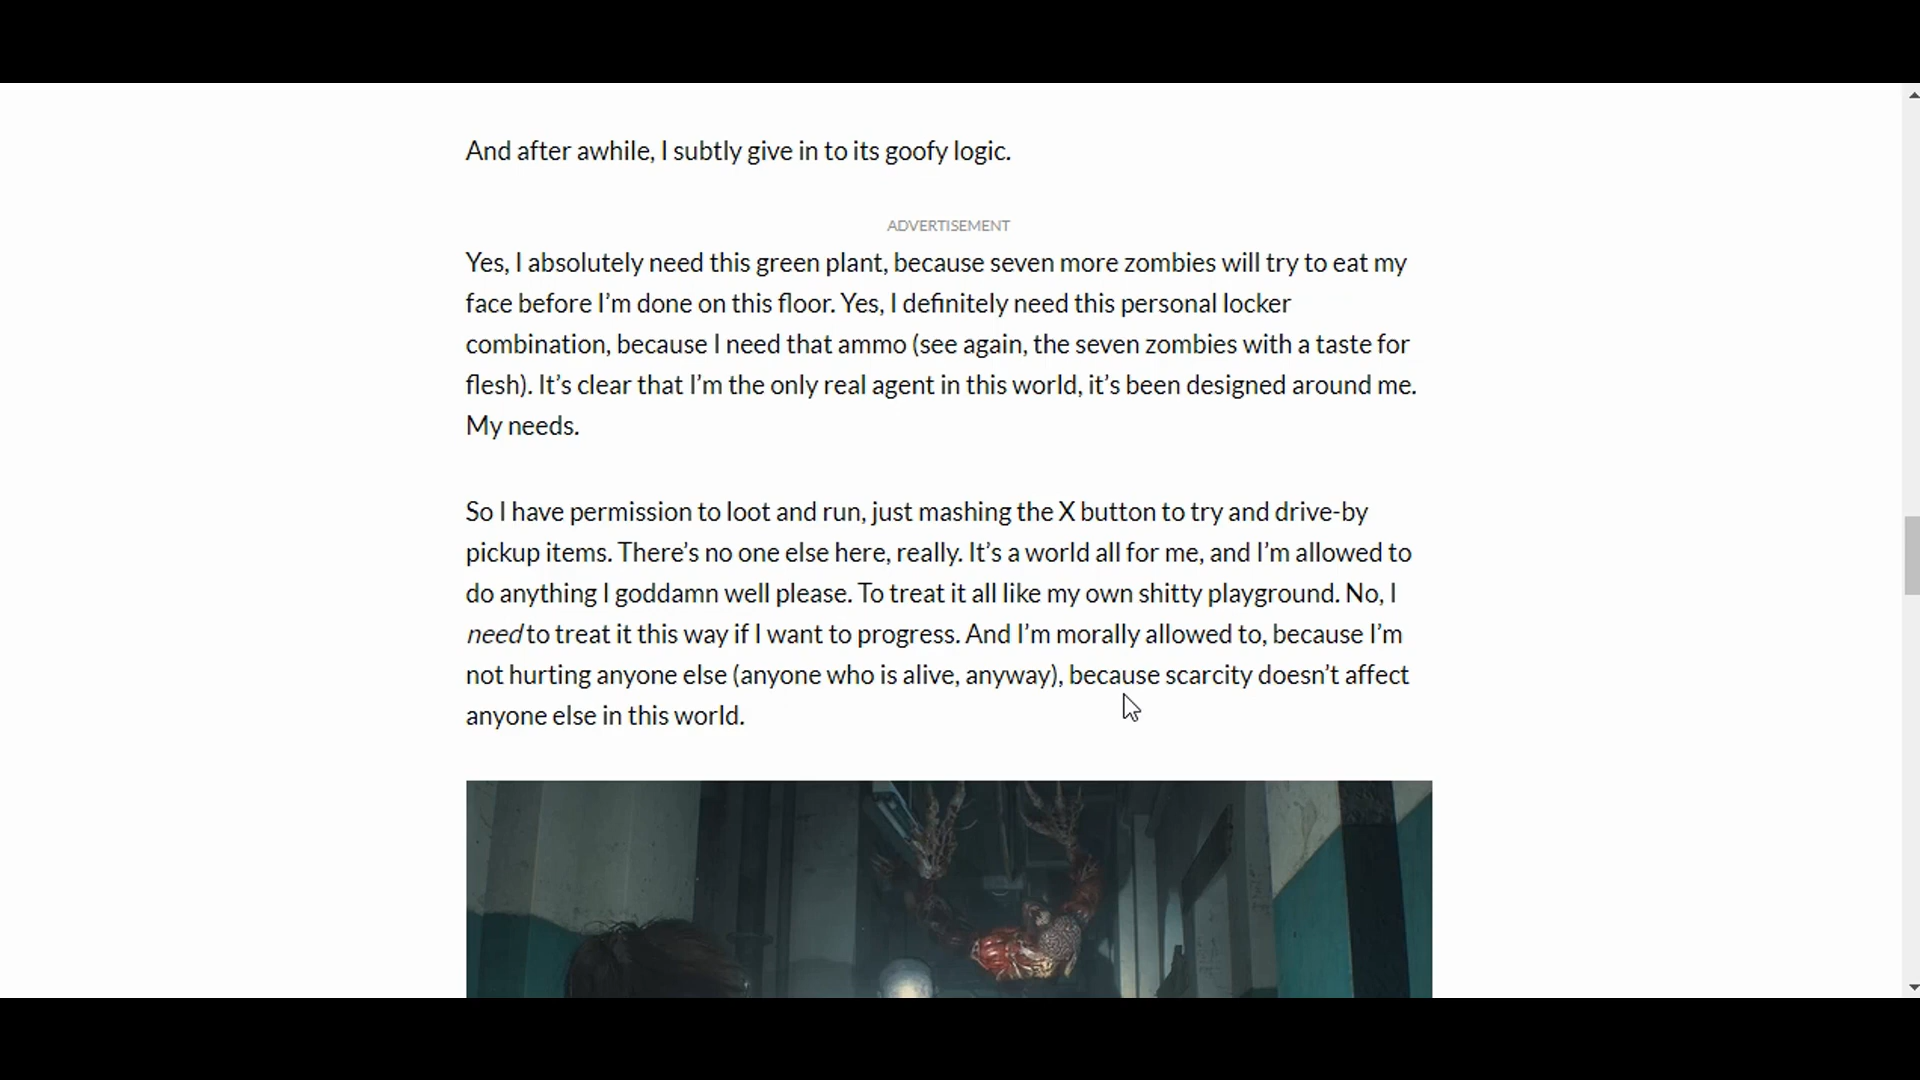 And after awhile, I subtly give in to its goofy logic.
ADVERTISEMENT
Yes, I absolutely need this green plant, because seven more zombies will try to eat my
face before I’m done on this floor. Yes, I definitely need this personal locker
combination, because I need that ammo (see again, the seven zombies with a taste for
flesh). It’s clear that I’m the only real agent in this world, it’s been designed around me.
My needs.
So I have permission to loot and run, just mashing the X button to try and drive-by
pickup items. There’s no one else here, really. It’s a world all for me, and I’m allowed to
do anything I goddamn well please. To treat it all like my own shitty playground. No, I
need to treat it this way if I want to progress. And I’m morally allowed to, because I’m
not hurting anyone else (anyone who is alive, anyway), because scarcity doesn’t affect
anyone else in this world.